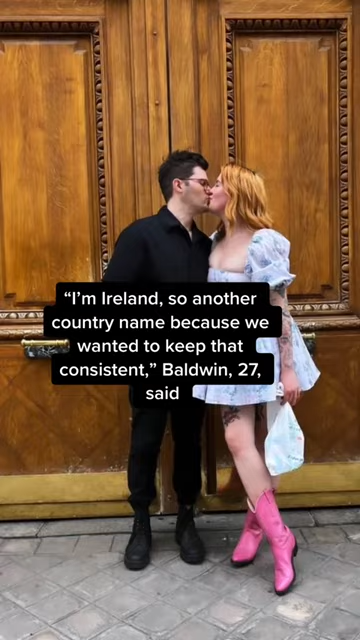 “I’m Ireland, so another
country name because we
wanted to keep that
consistent,” Baldwin, 27,
said